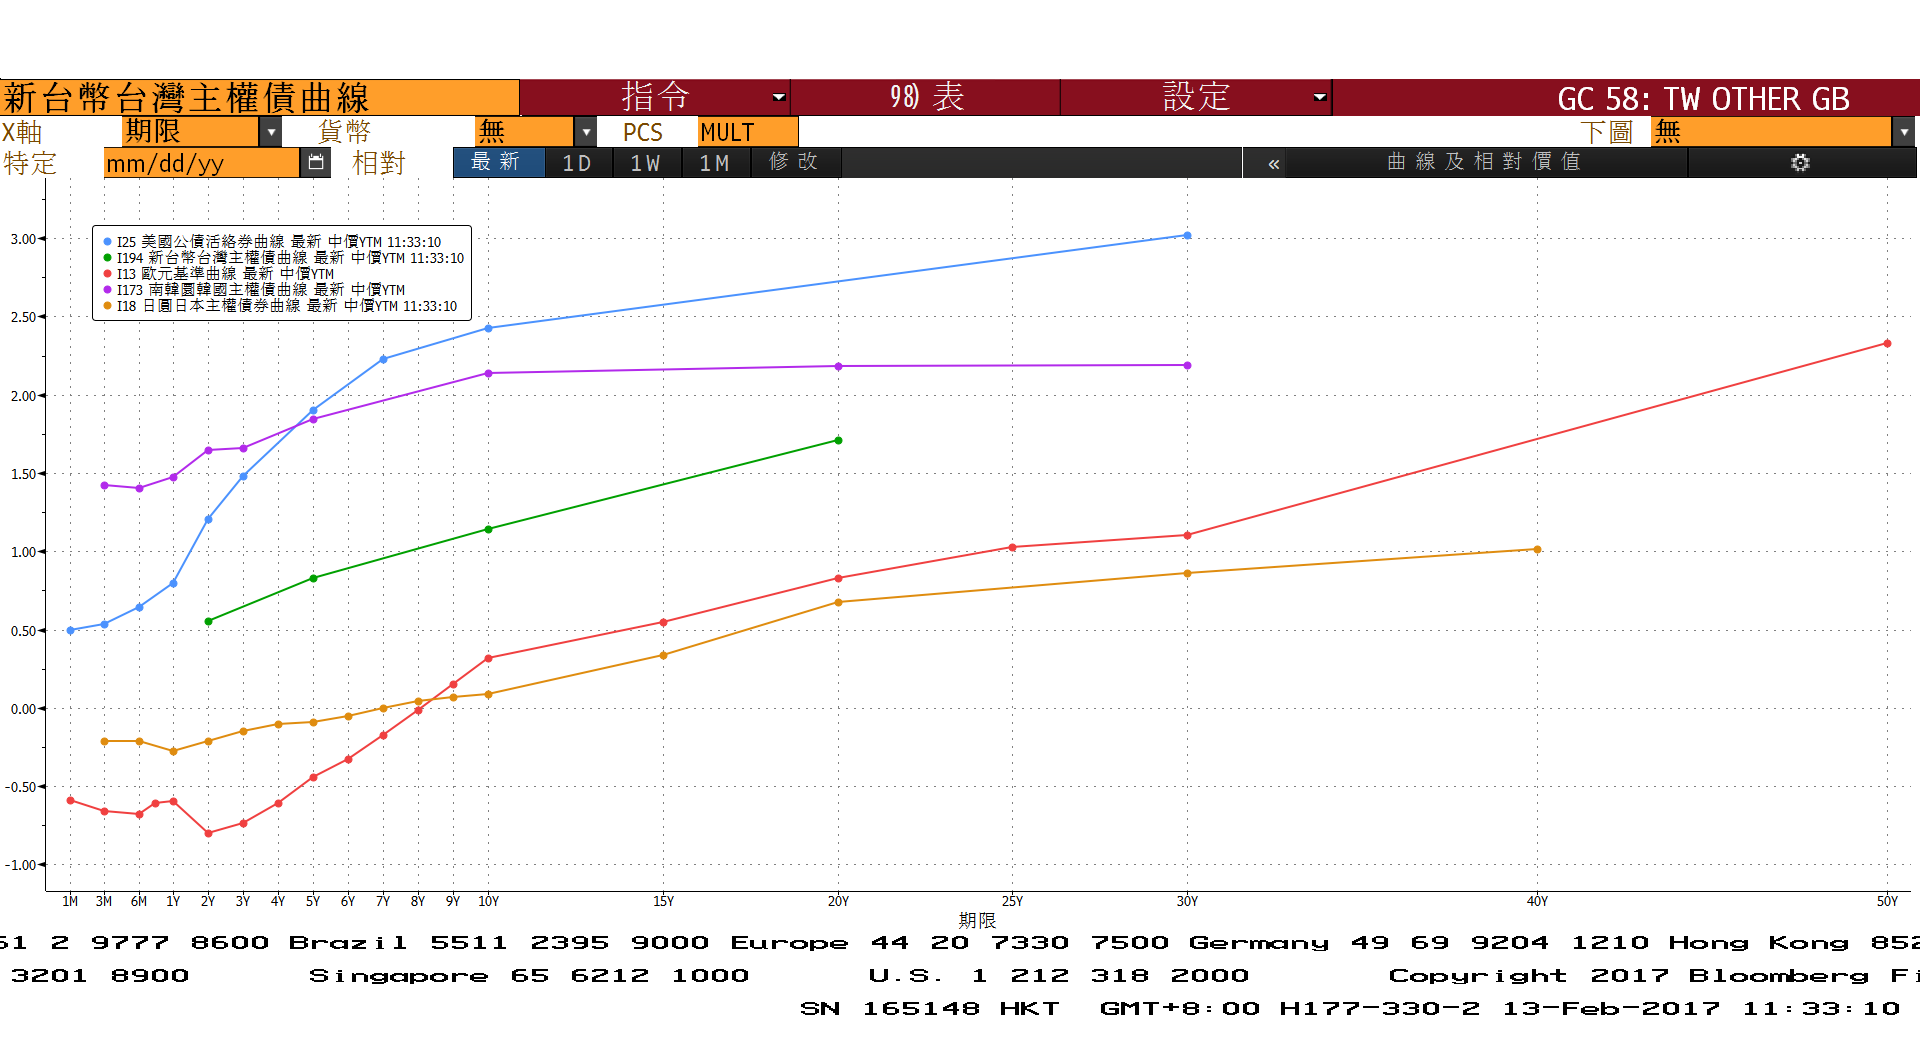 新台幣台灣主權債曲線 指令 98) 表 設定 GC 58: TW OTHER GB
X軸 期限 貨幣 無 PCS MULT 下圖 無
特定 mm/dd/yy 相對 最新 1D 1W 1M 修改 « 曲線及相對價值
I25 美國公債活絡券曲線 最新 中價YTM 11:33:10
I194 新台幣台灣主權債曲線 最新 中價YTM 11:33:10
I13 歐元基準曲線 最新 中價YTM
I173 南韓圜韓國主權債曲線 最新 中價YTM
I18 日圓日本主權債券曲線 最新 中價YTM 11:33:10
3.00
2.50
2.00
1.50
1.00
0.50
0.00
-0.50
-1.00
1M 3M 6M 1Y 2Y 3Y 4Y 5Y 6Y 7Y 8Y 9Y 10Y 15Y 20Y 25Y 30Y 40Y 50Y
期限
61 2 9777 8600 Brazil 5511 2395 9000 Europe 44 20 7330 7500 Germany 49 69 9204 1210 Hong Kong 852
3201 8900 Singapore 65 6212 1000 U.S. 1 212 318 2000 Copyright 2017 Bloomberg Fi
SN 165148 HKT GMT+8:00 H177-330-2 13-Feb-2017 11:33:10